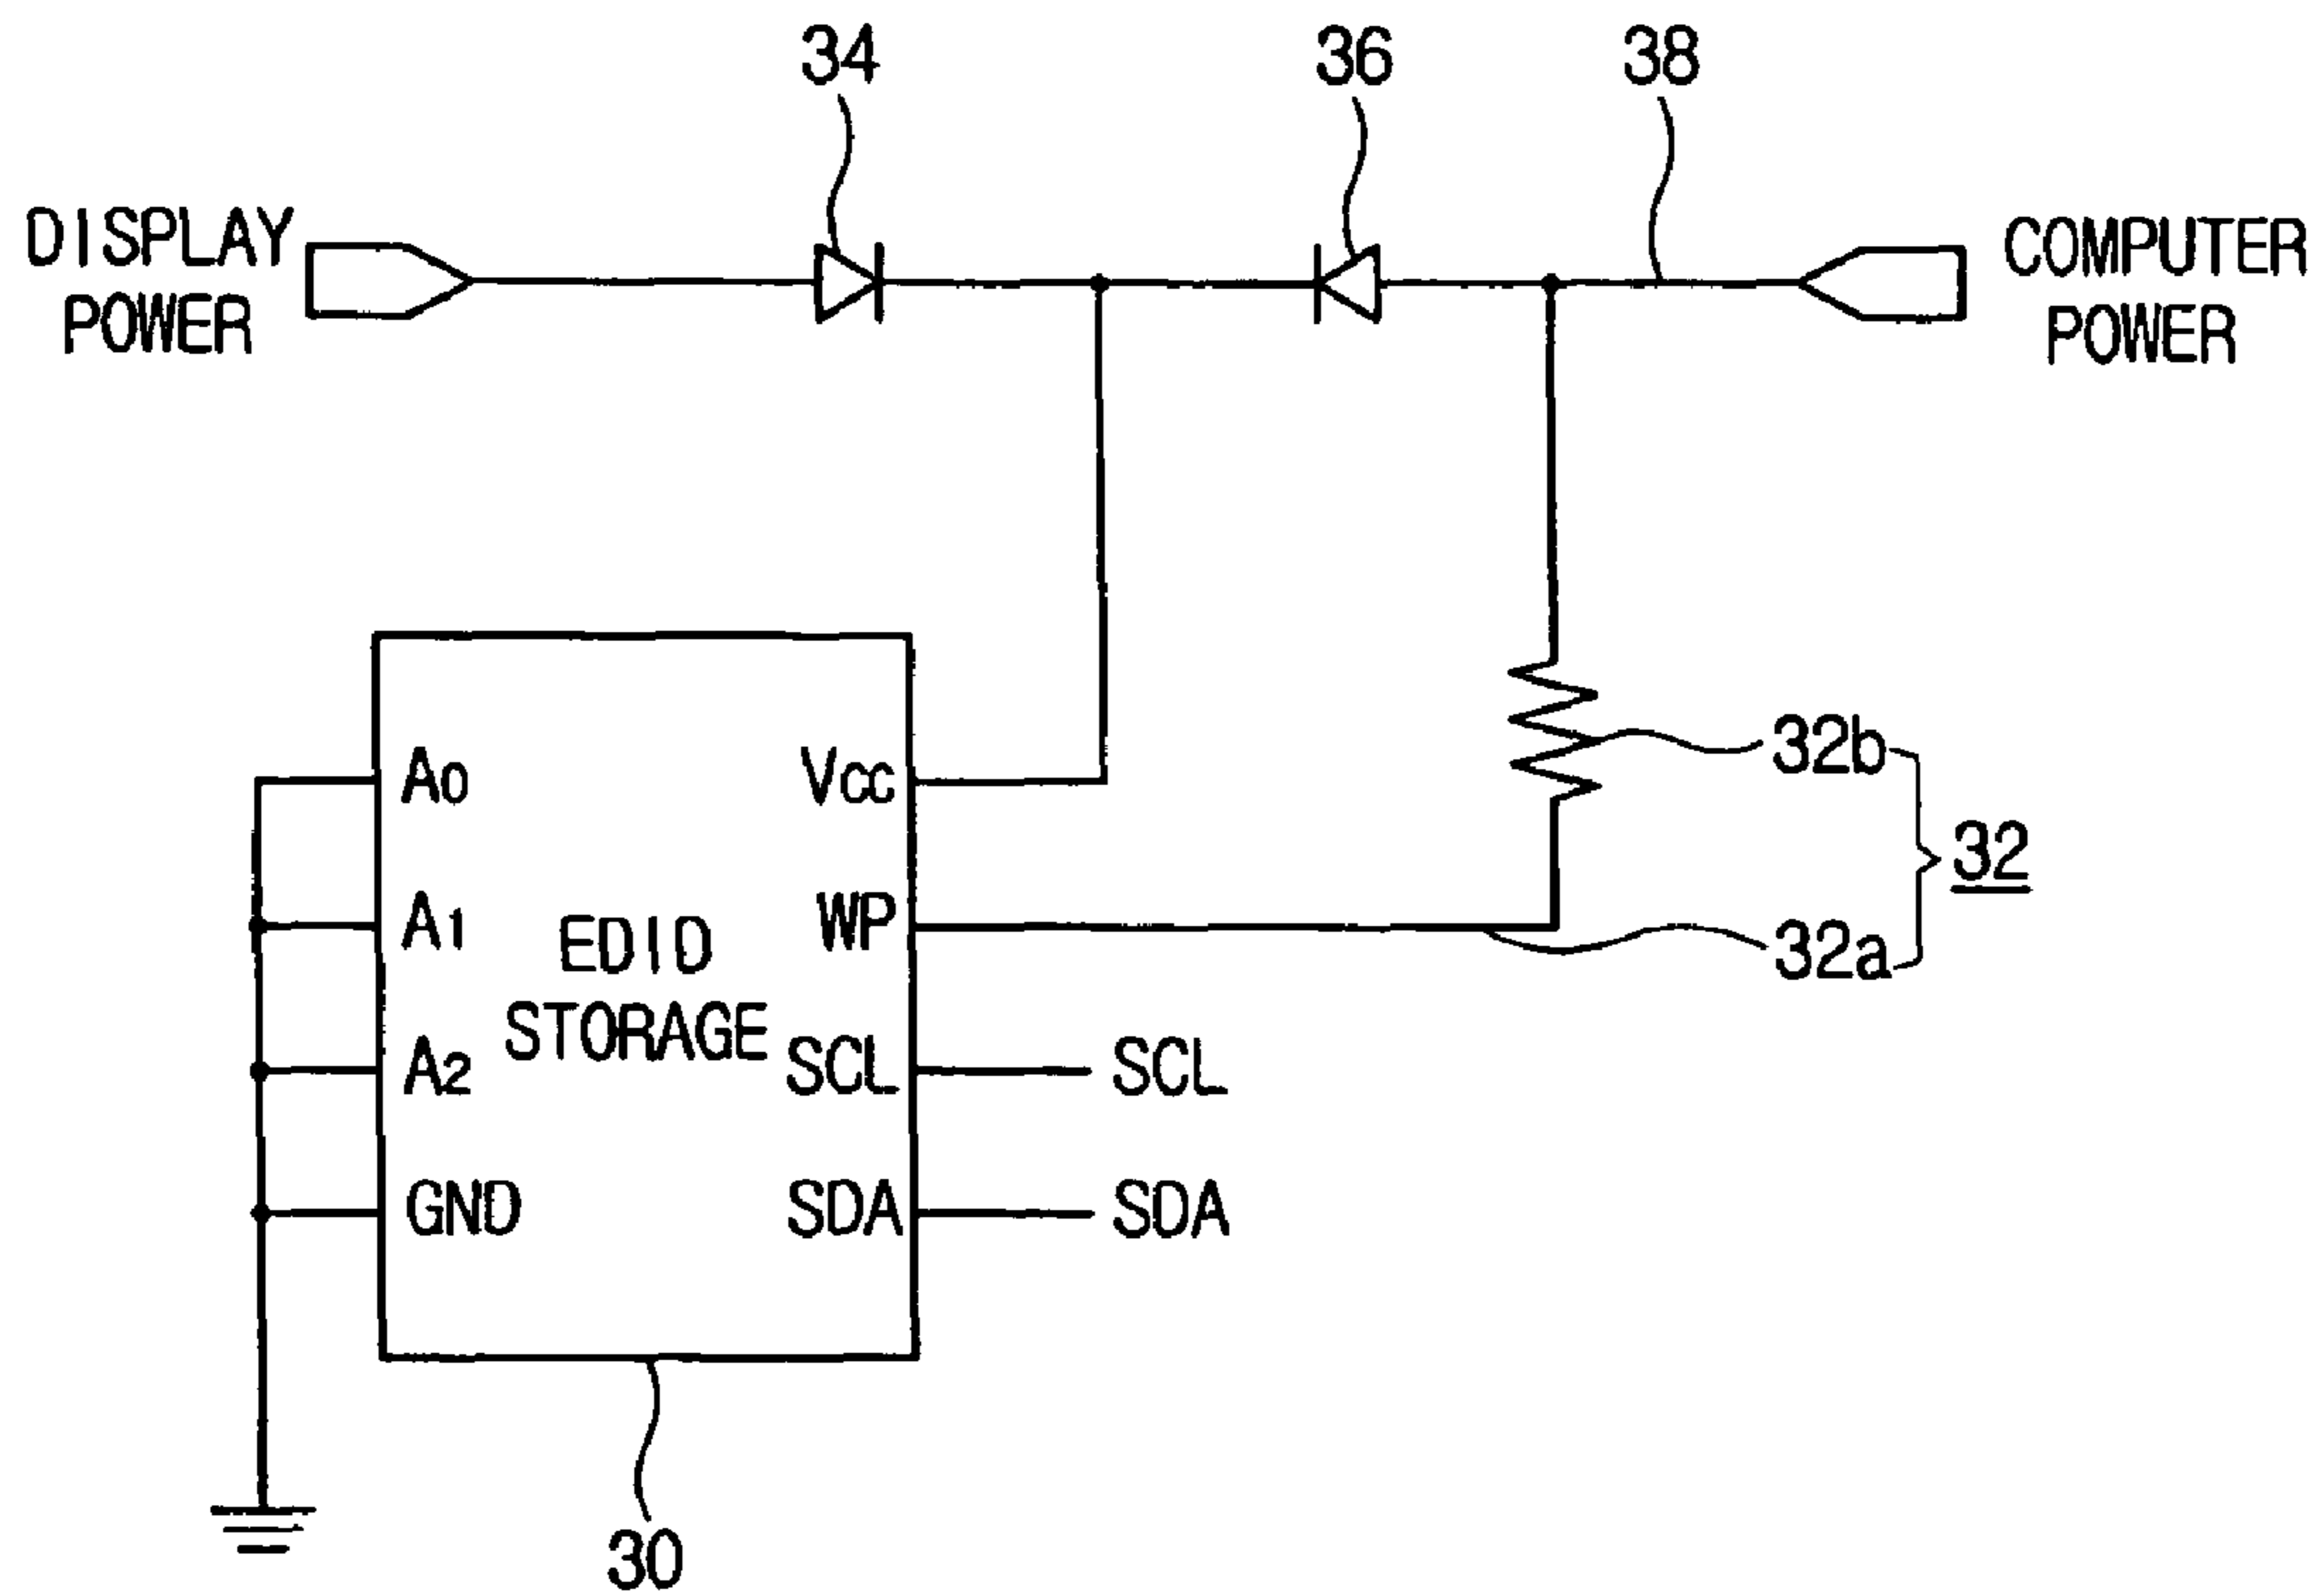 34
36
38
DISPLAY
POWER
COMPUTER
POWER
A0
VCC
32b
32
A1
WP
EDID
STORAGE
32a
A2
SCL
SCL
GND
SDA
SDA
30